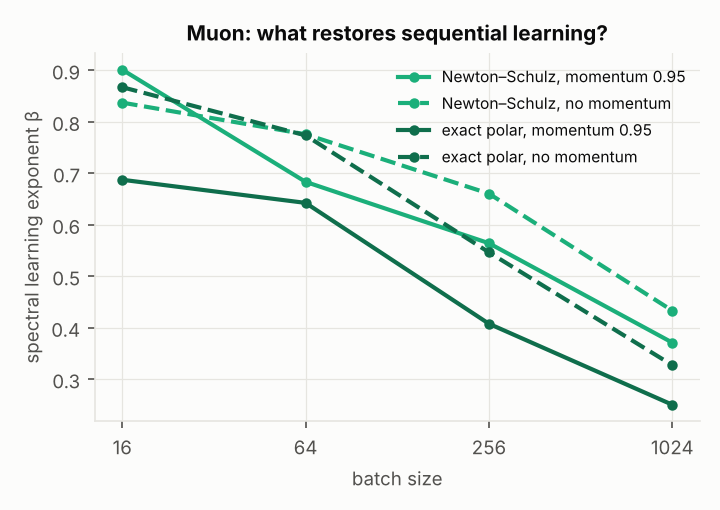 Muon: what restores sequential learning?
Newton–Schulz, momentum 0.95
Newton–Schulz, no momentum
exact polar, momentum 0.95
exact polar, no momentum
spectral learning exponent β
0.9
0.8
0.7
0.6
0.5
0.4
0.3
16 64 256 1024
batch size